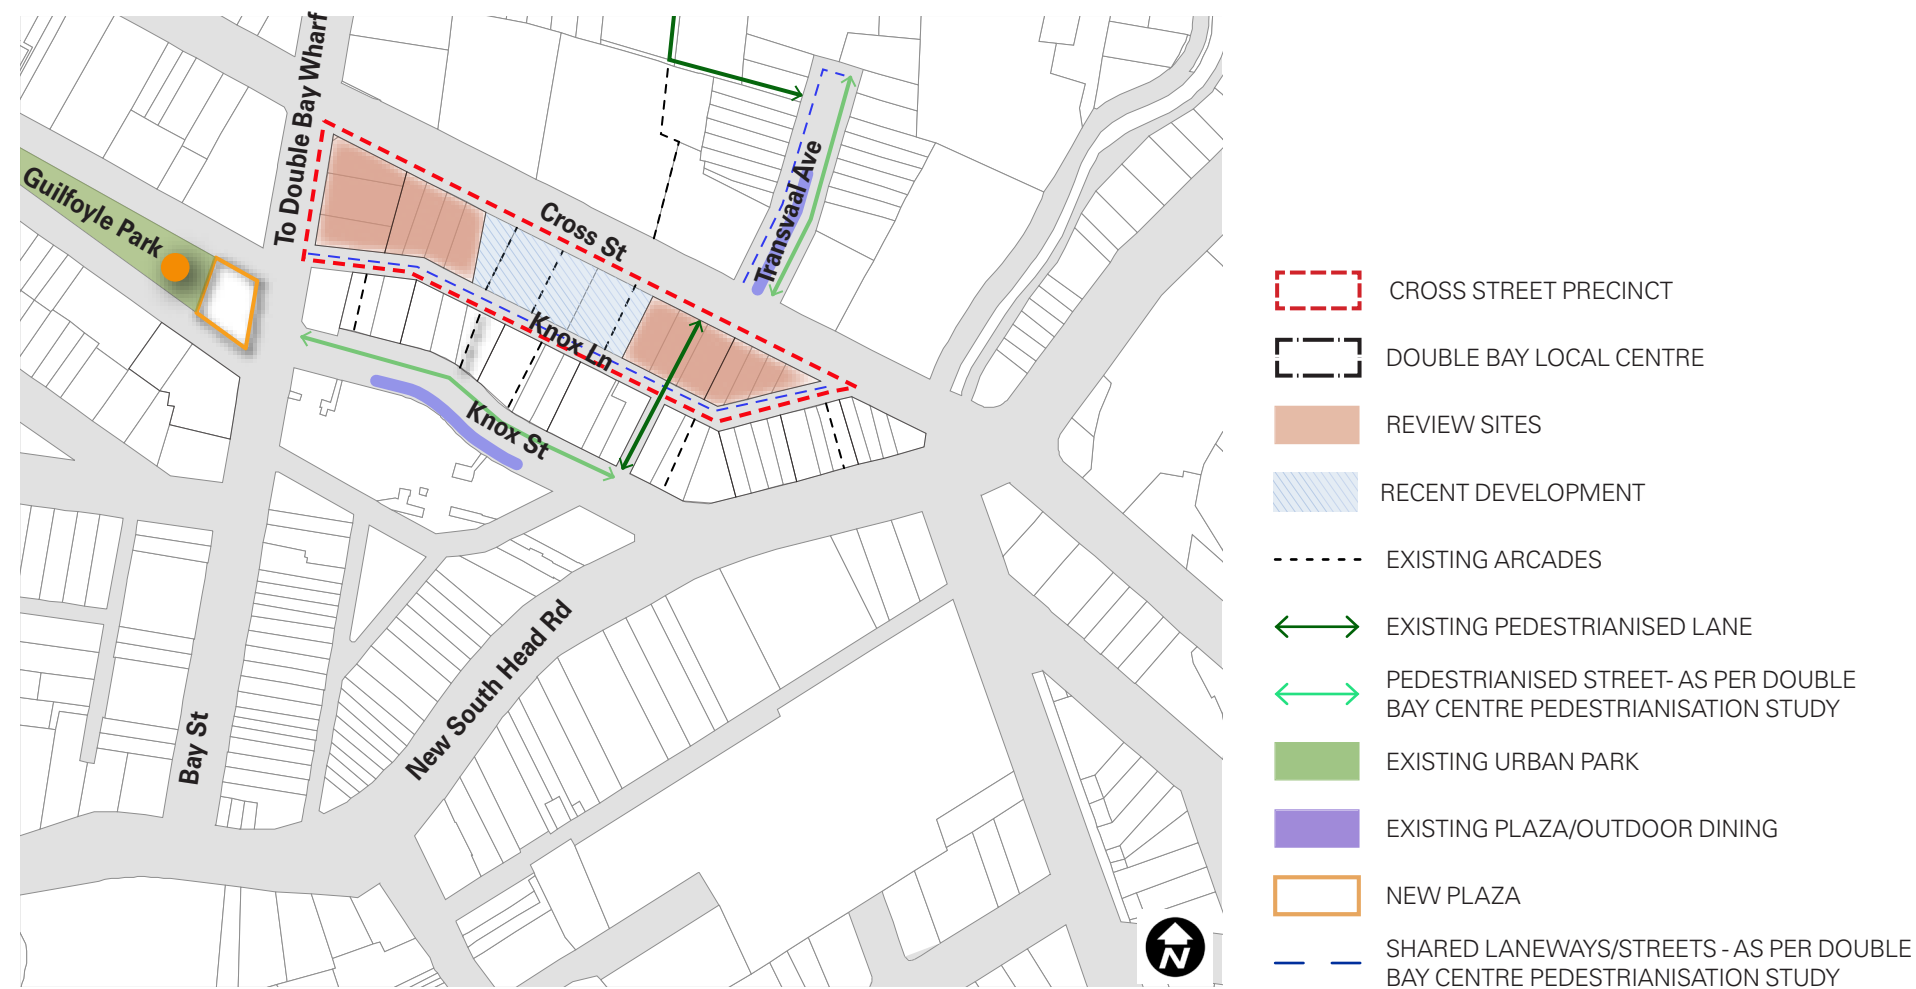 To Double Bay Wharf
Guilfoyle Park
Cross St
Transvaal Ave
Knox Ln
Knox St
New South Head Rd
Bay St
N
CROSS STREET PRECINCT
DOUBLE BAY LOCAL CENTRE
REVIEW SITES
RECENT DEVELOPMENT
EXISTING ARCADES
EXISTING PEDESTRIANISED LANE
PEDESTRIANISED STREET- AS PER DOUBLE
BAY CENTRE PEDESTRIANISATION STUDY
EXISTING URBAN PARK
EXISTING PLAZA/OUTDOOR DINING
NEW PLAZA
SHARED LANEWAYS/STREETS - AS PER DOUBLE
BAY CENTRE PEDESTRIANISATION STUDY